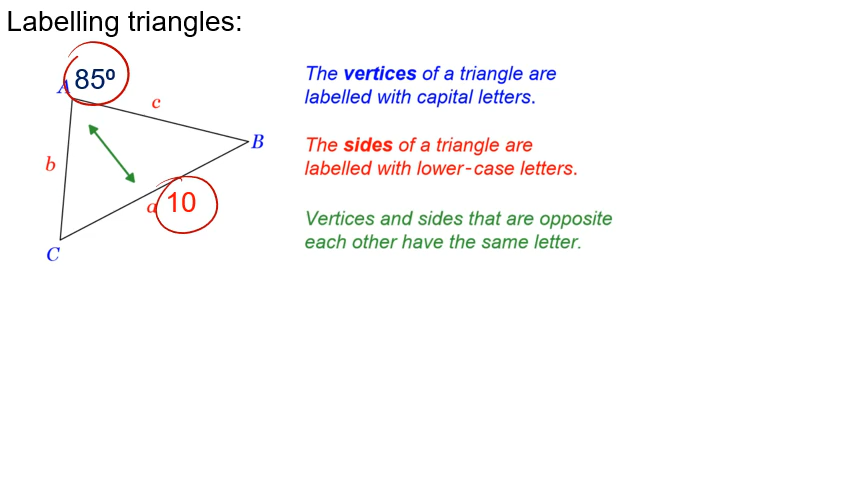 Labelling triangles:
A 85º
c
B
b
a 10
C
The vertices of a triangle are
labelled with capital letters.
The sides of a triangle are
labelled with lower-case letters.
Vertices and sides that are opposite
each other have the same letter.